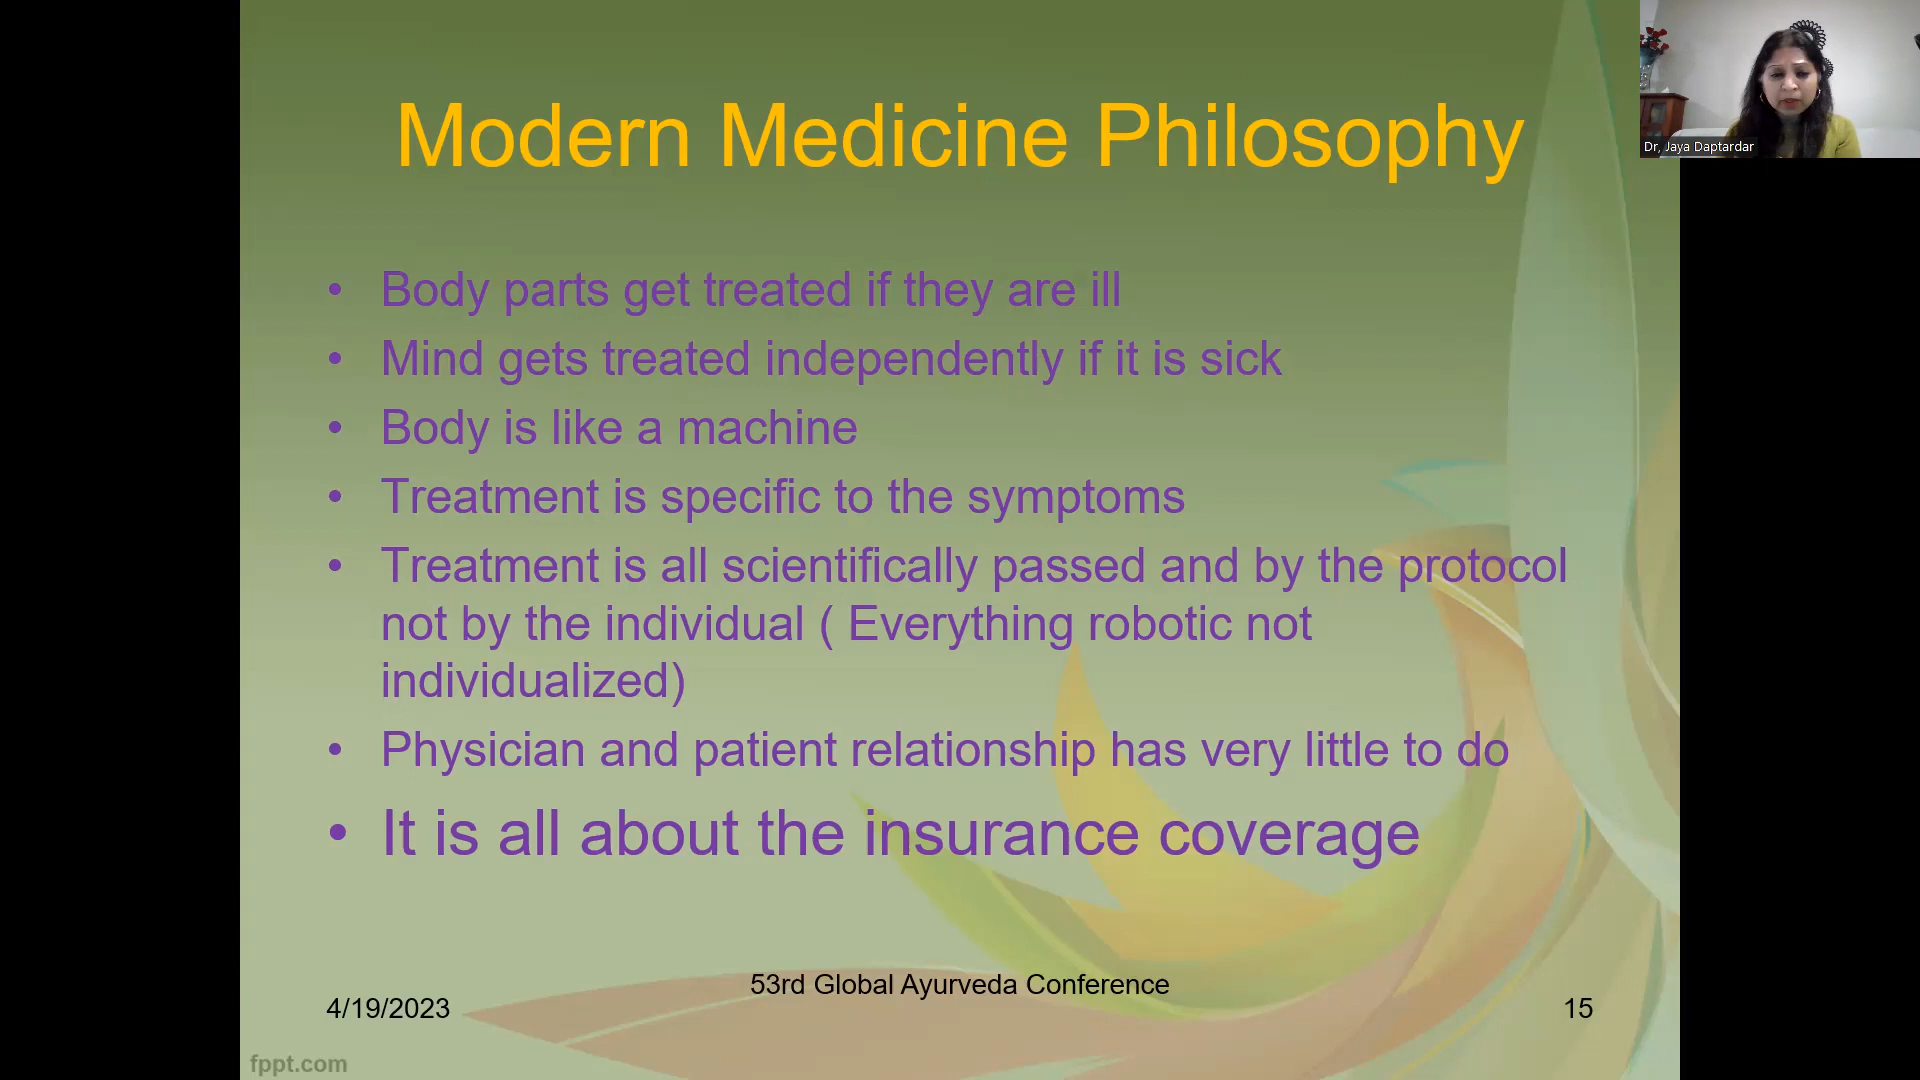 Modern Medicine Philosophy
Dr, Jaya Daptardar
• Body parts get treated if they are ill
• Mind gets treated independently if it is sick
• Body is like a machine
• Treatment is specific to the symptoms
• Treatment is all scientifically passed and by the protocol
not by the individual ( Everything robotic not
individualized)
• Physician and patient relationship has very little to do
• It is all about the insurance coverage
53rd Global Ayurveda Conference
4/19/2023
15
fppt.com